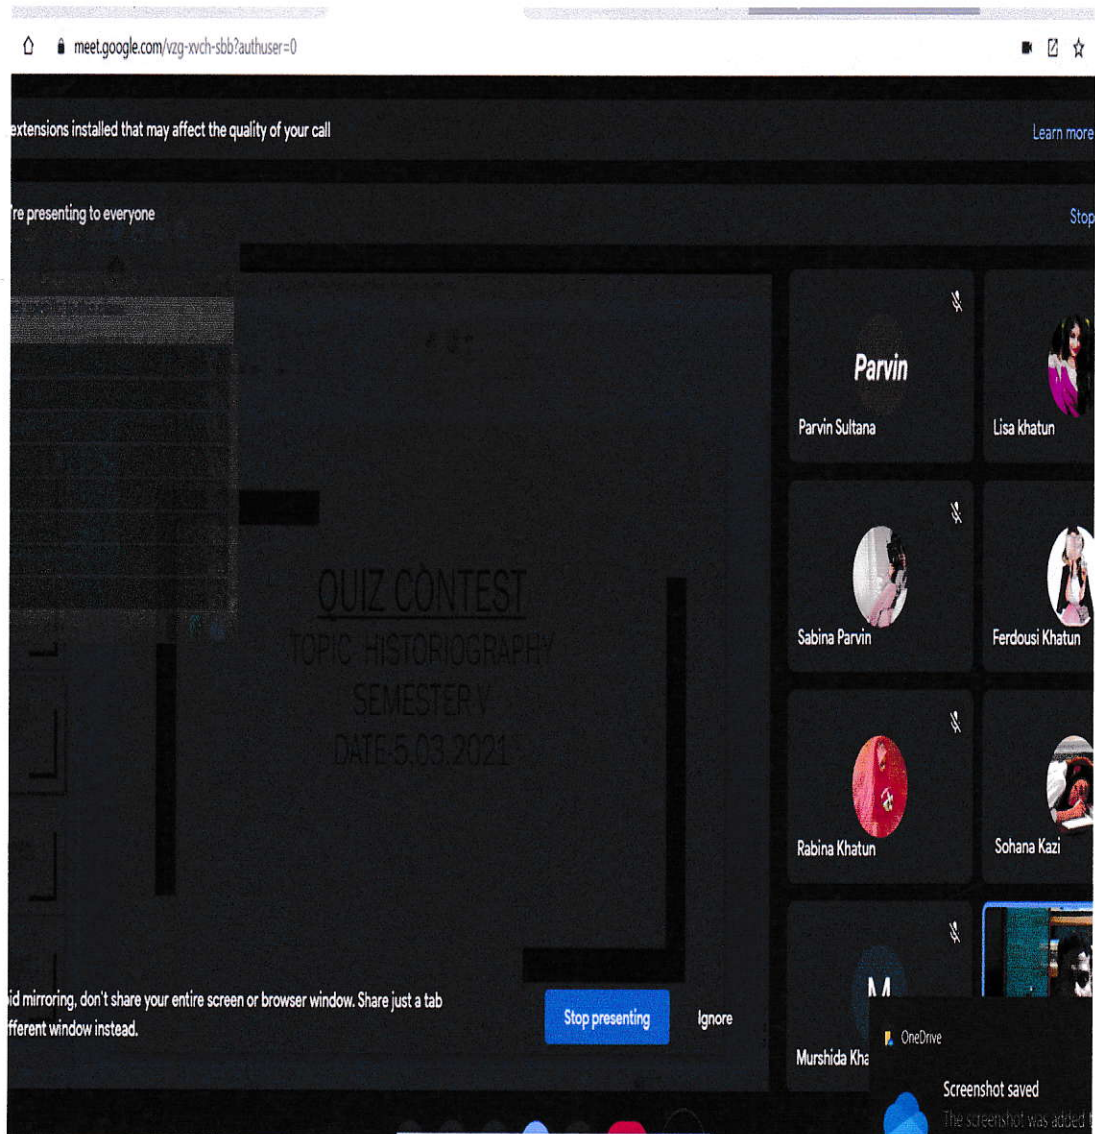 meet.google.com/vzg-xvch-sbb?authuser=0
extensions installed that may affect the quality of your call
Learn more
're presenting to everyone
Stop
Parvin
Parvin Sultana
Lisa khatun
Sabina Parvin
Ferdousi Khatun
QUIZ CONTEST
TOPIC-HISTORIOGRAPHY
SEMESTER V
DATE-5.03.2021
Rabina Khatun
Sohana Kazi
id mirroring, don't share your entire screen or browser window. Share just a tab
fferent window instead.
Stop presenting
Ignore
M
Murshida Kha
OneDrive
Screenshot saved
The screenshot was added t